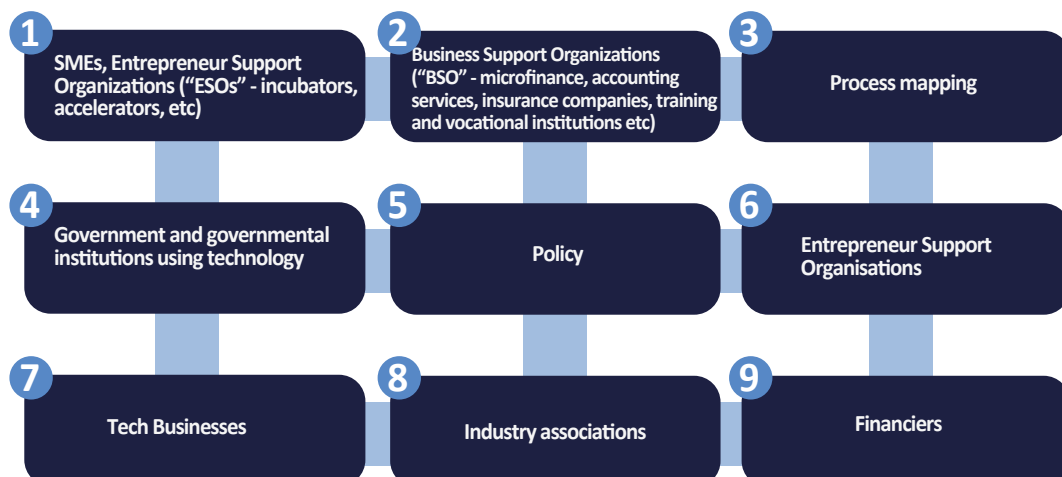 1
SMEs, Entrepreneur Support
Organizations (“ESOs” - incubators,
accelerators, etc)
2
Business Support Organizations
(“BSO” - microfinance, accounting
services, insurance companies, training
and vocational institutions etc)
3
Process mapping
4
Government and governmental
institutions using technology
5
Policy
6
Entrepreneur Support
Organisations
7
Tech Businesses
8
Industry associations
9
Financiers